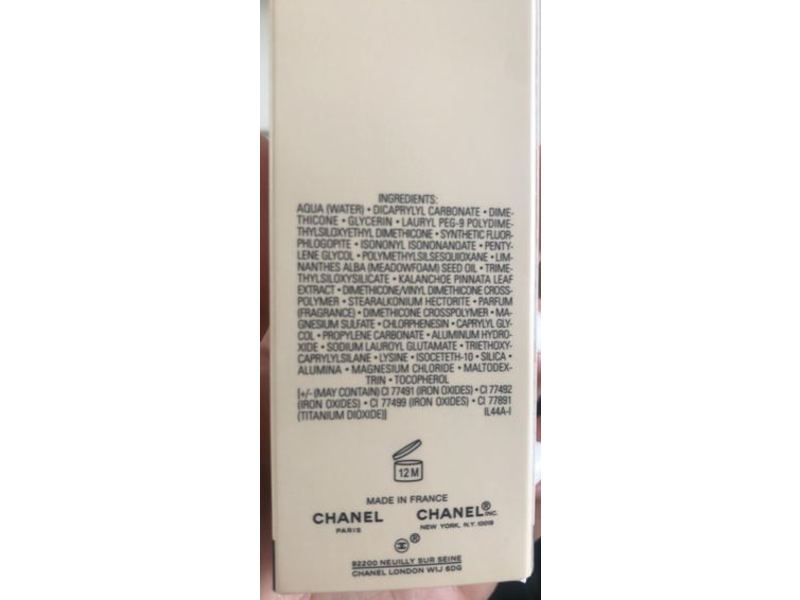 INGREDIENTS:
AQUA (WATER) • DICAPRYLYL CARBONATE • DIME-
THICONE • GLYCERIN • LAURYL PEG-9 POLYDIME-
THYLSILOXYETHYL DIMETHICONE • SYNTHETIC FLUOR-
PHLOGOPITE • ISONONYL ISONONANOATE • PENTY-
LENE GLYCOL • POLYMETHYLSILSESQUIOXANE • LIM-
NANTHES ALBA (MEADOWFOAM) SEED OIL • TRIME-
THYLSILOXYSILICATE • KALANCHOE PINNATA LEAF
EXTRACT • DIMETHICONE/VINYL DIMETHICONE CROSS-
POLYMER • STEARALKONIUM HECTORITE • PARFUM
(FRAGRANCE) • DIMETHICONE CROSSPOLYMER • MA-
GNESIUM SULFATE • CHLORPHENESIN • CAPRYLYL GLY-
COL • PROPYLENE CARBONATE • ALUMINUM HYDRO-
XIDE • SODIUM LAUROYL GLUTAMATE • TRIETHOXY-
CAPRYLYLSILANE • LYSINE • ISOCETETH-10 • SILICA •
ALUMINA • MAGNESIUM CHLORIDE • MALTODEX-
TRIN • TOCOPHEROL
[+/- (MAY CONTAIN) CI 77491 (IRON OXIDES) • CI 77492
(IRON OXIDES) • CI 77499 (IRON OXIDES) • CI 77891
(TITANIUM DIOXIDE)] IL44A-I
12 M
MADE IN FRANCE
CHANEL CHANEL® INC.
PARIS NEW YORK, N.Y. 10019
®
92200 NEUILLY SUR SEINE
CHANEL LONDON W1J 6DG